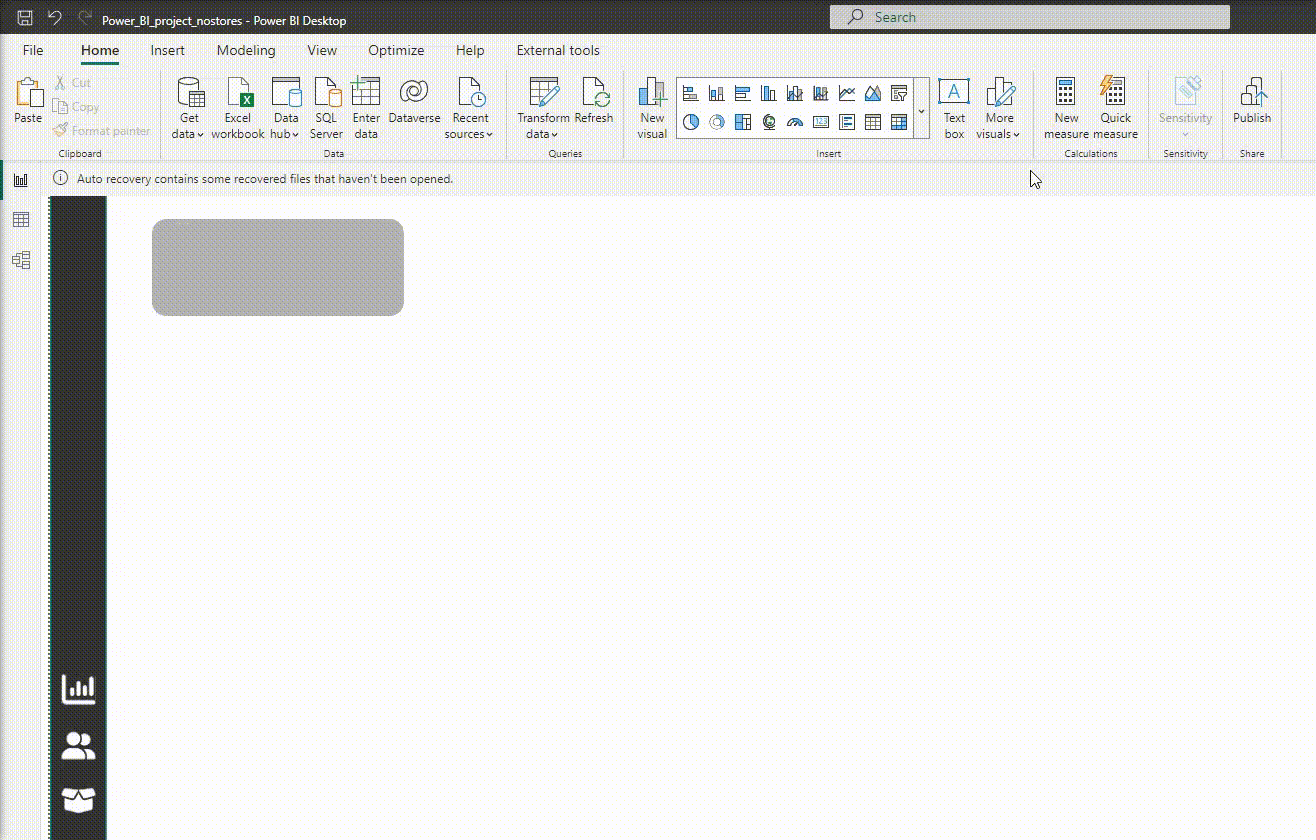 Power_BI_project_nostores - Power BI Desktop
Search
File Home Insert Modeling View Optimize Help External tools
Paste
Cut
Copy
Format painter
Clipboard
Get data
Excel workbook
Data hub
SQL Server
Enter data
Dataverse
Recent sources
Data
Transform data
Refresh
Queries
New visual
123
A
Text box
More visuals
Insert
New measure
Quick measure
Calculations
Sensitivity
Sensitivity
Publish
Share
Auto recovery contains some recovered files that haven't been opened.